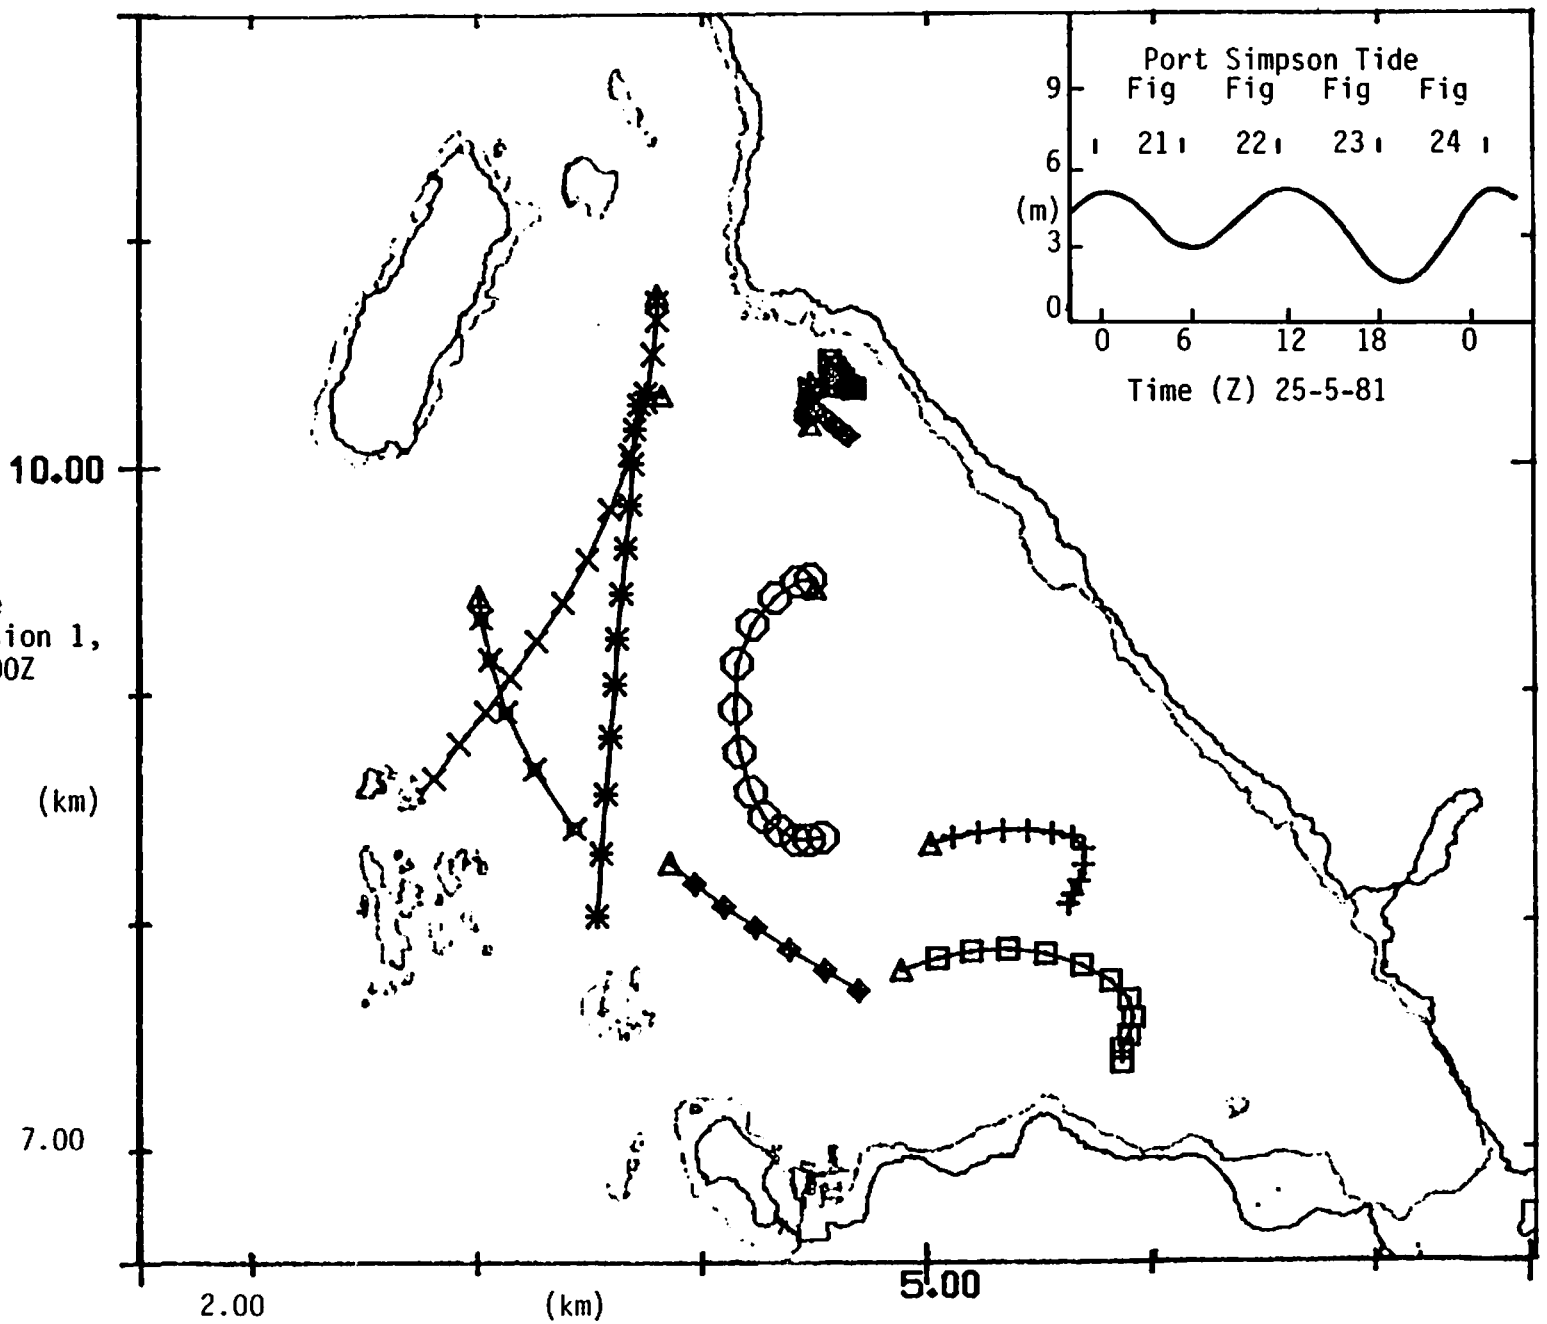 Port Simpson Tide
Fig Fig Fig Fig
9
21 22 23 24
6
(m)
3
0
0 6 12 18 0
Time (Z) 25-5-81
10.00
ion 1,
00Z
(km)
7.00
5.00
2.00 (km)